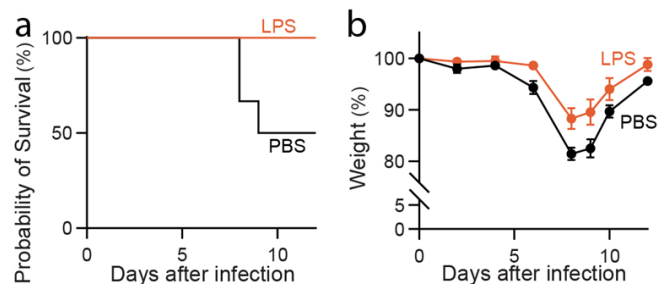 a
Probability of Survival (%)
100
50
0
LPS
PBS
0
5
10
Days after infection
b
Weight (%)
100
90
80
5
0
LPS
PBS
0
5
10
Days after infection